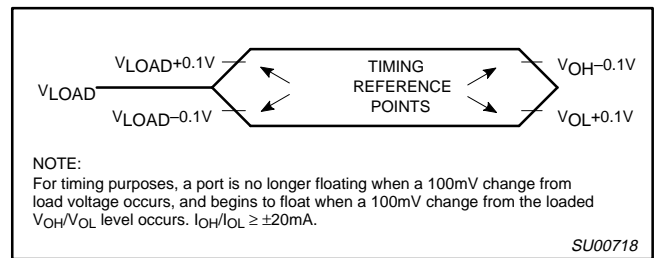 VLOAD+0.1V
TIMING
VOH–0.1V
VLOAD
REFERENCE
VLOAD–0.1V
POINTS
VOL+0.1V
NOTE:
For timing purposes, a port is no longer floating when a 100mV change from
load voltage occurs, and begins to float when a 100mV change from the loaded
VOH/VOL level occurs. IOH/IOL ≥ ±20mA.
SU00718